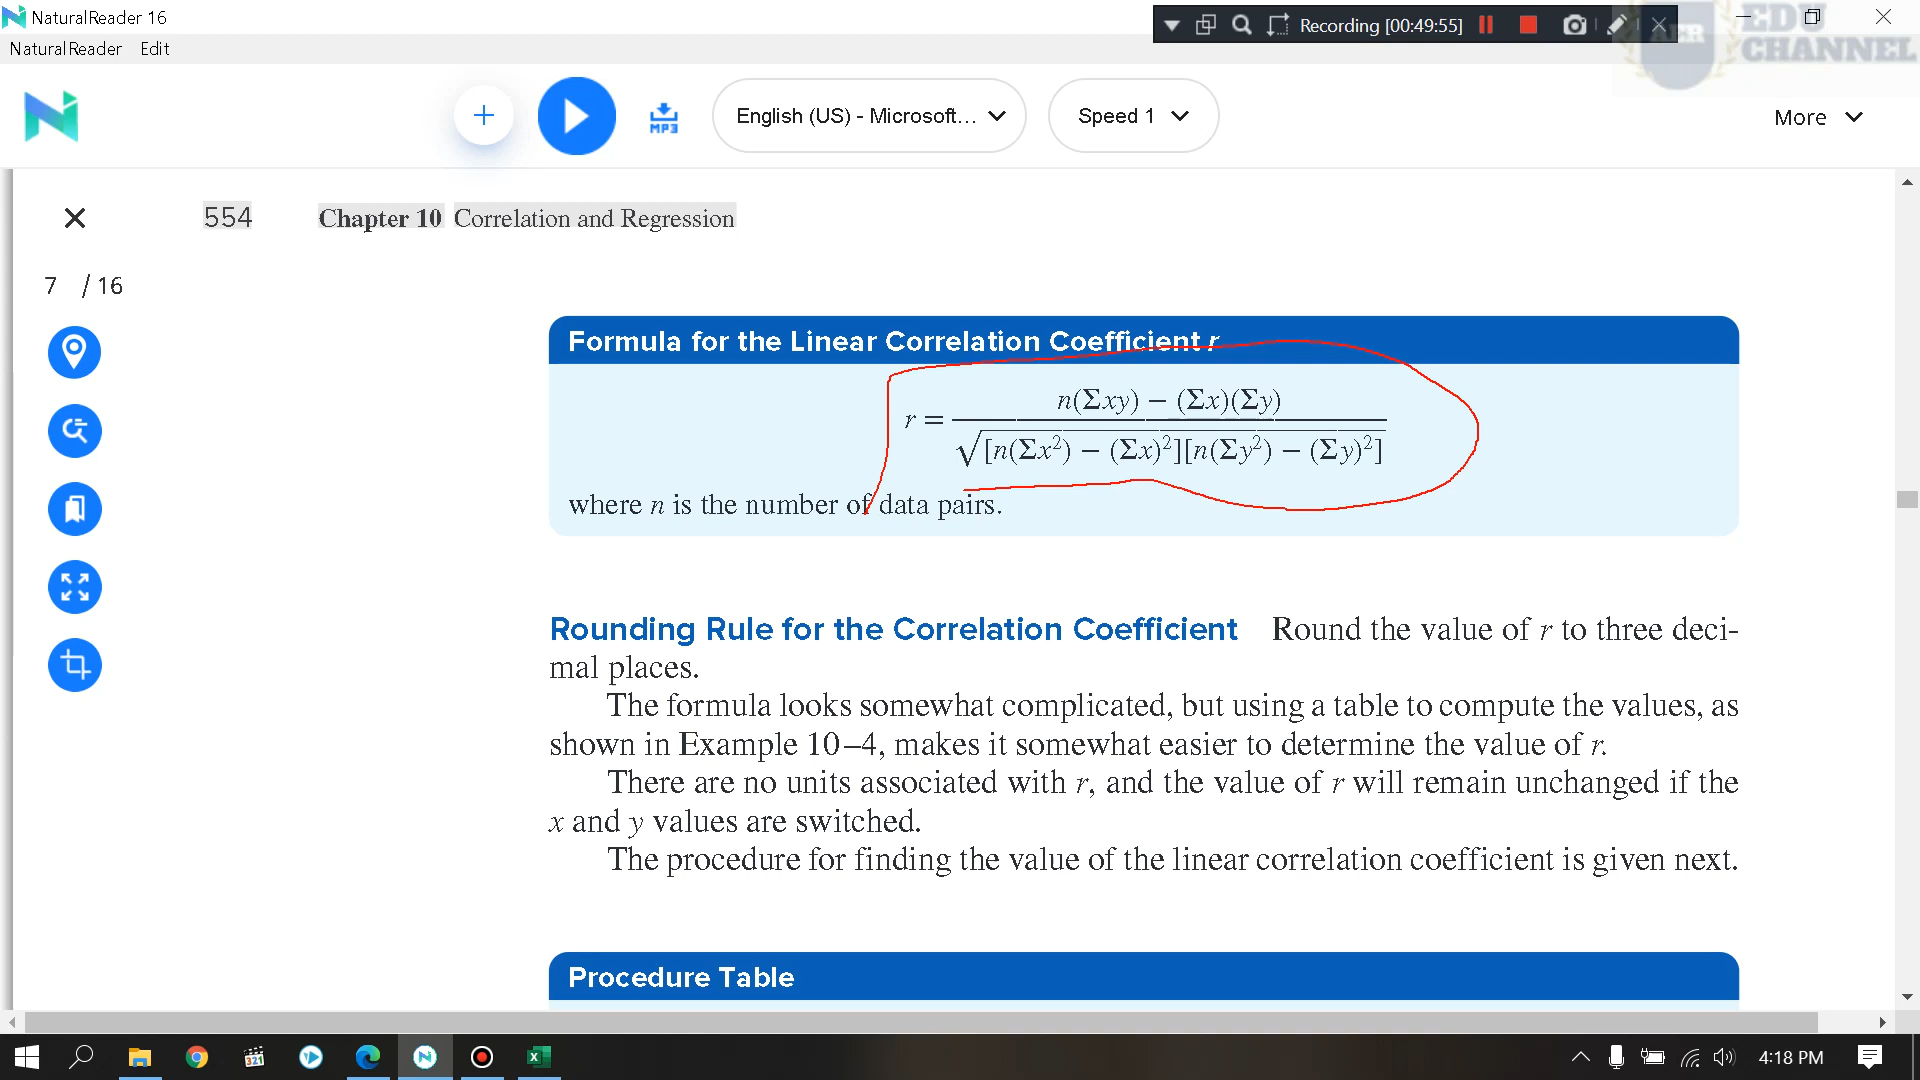 NaturalReader 16
Recording [00:49:55]
AER EDU CHANNEL
NaturalReader Edit
MP3
English (US) - Microsoft...
Speed 1
More
554 Chapter 10 Correlation and Regression
7 / 16
Formula for the Linear Correlation Coefficient r
r = n(Σxy) − (Σx)(Σy) / √[n(Σx²) − (Σx)²][n(Σy²) − (Σy)²]
where n is the number of data pairs.
Rounding Rule for the Correlation Coefficient Round the value of r to three deci-
mal places.
The formula looks somewhat complicated, but using a table to compute the values, as
shown in Example 10–4, makes it somewhat easier to determine the value of r.
There are no units associated with r, and the value of r will remain unchanged if the
x and y values are switched.
The procedure for finding the value of the linear correlation coefficient is given next.
Procedure Table
321
4:18 PM